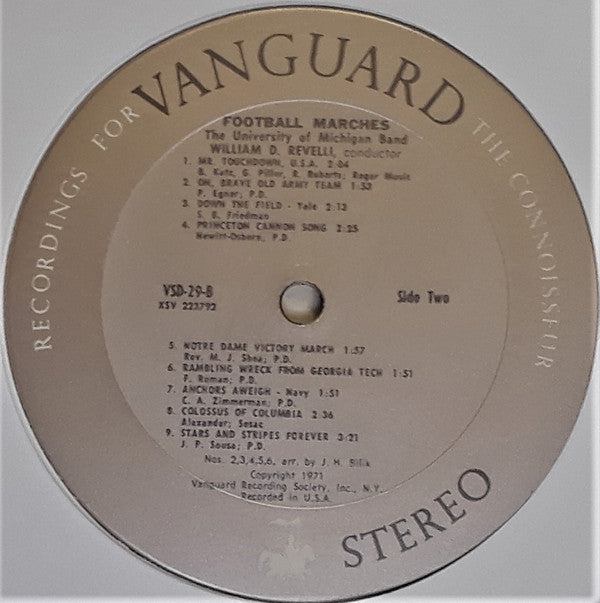 RECORDINGS FOR VANGUARD THE CONNOISSEUR
FOOTBALL MARCHES
The University of Michigan Band
WILLIAM D. REVELLI, conductor
1. MR. TOUCHDOWN, U.S.A. 2:04
B. Katz, G. Piller, R. Roberts; Roger Music
2. OH, BRAVE OLD ARMY TEAM 1:53
P. Egner; P.D.
3. DOWN THE FIELD - Yale 2:13
S. B. Friedman
4. PRINCETON CANNON SONG 2:25
Hewitt-Osborn, P.D.
VSD-29-B
XSV 223792
Side Two
5. NOTRE DAME VICTORY MARCH 1:57
Rev. M. J. Shea; P.D.
6. RAMBLING WRECK FROM GEORGIA TECH 1:51
F. Roman; P.D.
7. ANCHORS AWEIGH - Navy 1:51
C. A. Zimmerman; P.D.
8. COLOSSUS OF COLUMBIA 2:36
Alexander; Sesac
9. STARS AND STRIPES FOREVER 3:21
J. P. Sousa; P.D.
Nos. 2,3,4,5,6, arr. by J. H. Bilik
Copyright 1971
Vanguard Recording Society, Inc., N.Y.
Recorded in U.S.A.
STEREO